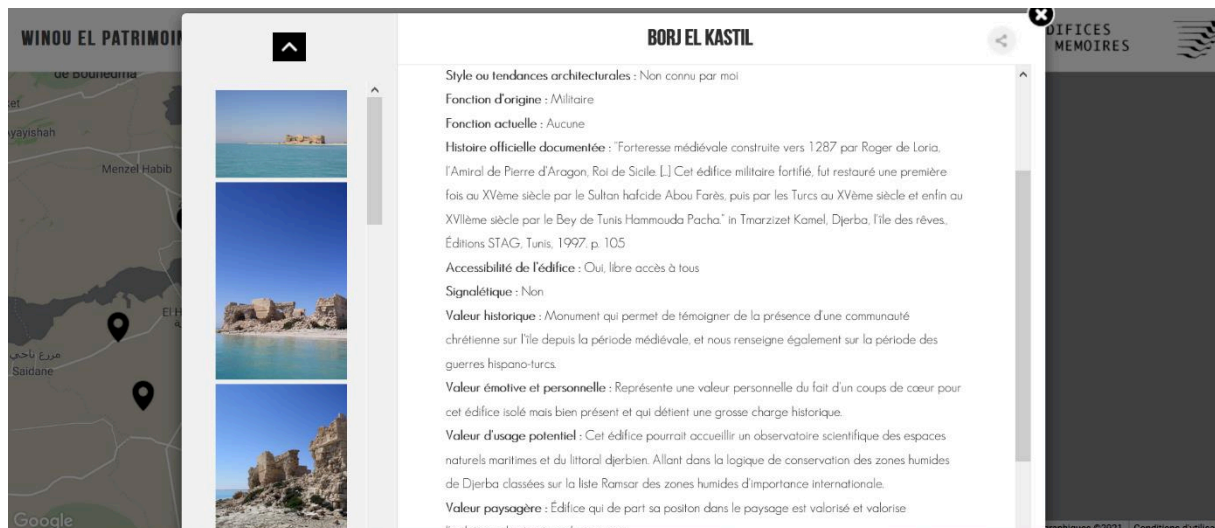 WINOU EL PATRIMOIN
BORJ EL KASTIL
DIFICES
MEMOIRES
de Bouhedma
ayayishah
Menzel Habib
El H
مزرع ناجي
Saidane
Google
Style ou tendances architecturales : Non connu par moi
Fonction d'origine : Militaire
Fonction actuelle : Aucune
Histoire officielle documentée : "Forteresse médiévale construite vers 1287 par Roger de Loria,
l'Amiral de Pierre d'Aragon, Roi de Sicile. [...] Cet édifice militaire fortifié, fut restauré une première
fois au XVème siècle par le Sultan hafcide Abou Farès, puis par les Turcs au XVème siècle et enfin au
XVIIème siècle par le Bey de Tunis Hammouda Pacha." in Tmarzizet Kamel, Djerba, l'île des rêves,
Éditions STAG, Tunis, 1997. p. 105
Accessibilité de l'édifice : Oui, libre accès à tous
Signalétique : Non
Valeur historique : Monument qui permet de témoigner de la présence d'une communauté
chrétienne sur l'île depuis la période médiévale, et nous renseigne également sur la période des
guerres hispano-turcs.
Valeur émotive et personnelle : Représente une valeur personnelle du fait d'un coups de cœur pour
cet édifice isolé mais bien présent et qui détient une grosse charge historique.
Valeur d'usage potentiel : Cet édifice pourrait accueillir un observatoire scientifique des espaces
naturels maritimes et du littoral djerbien. Allant dans la logique de conservation des zones humides
de Djerba classées sur la liste Ramsar des zones humides d'importance internationale.
Valeur paysagère : Édifice qui de part sa positon dans le paysage est valorisé et valorise